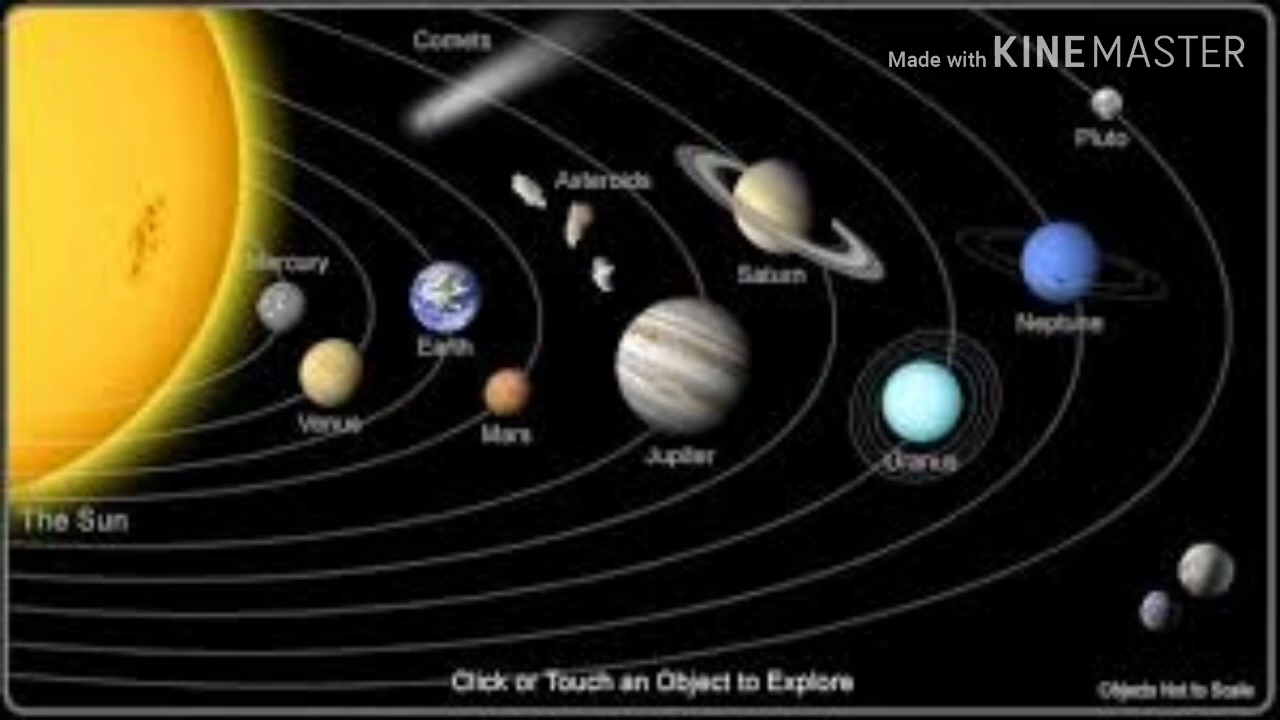 Comets
Made with KINEMASTER
Pluto
Asteroids
Mercury
Saturn
Neptune
Earth
Venus
Mars
Jupiter
Uranus
The Sun
Click or Touch an Object to Explore
Objects Not to Scale